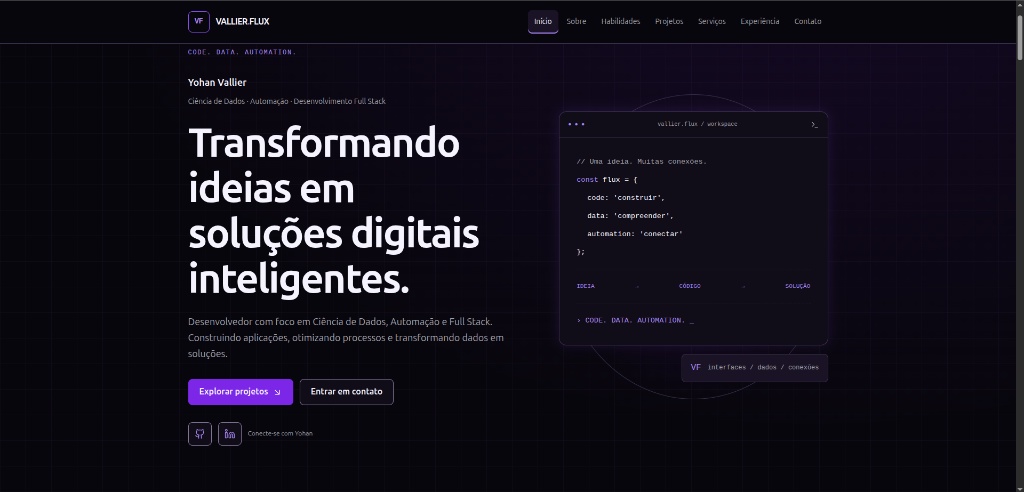 VF VALLIER.FLUX
Início Sobre Habilidades Projetos Serviços Experiência Contato
CODE. DATA. AUTOMATION.
Yohan Vallier
Ciência de Dados · Automação · Desenvolvimento Full Stack
Transformando
ideias em
soluções digitais
inteligentes.
Desenvolvedor com foco em Ciência de Dados, Automação e Full Stack.
Construindo aplicações, otimizando processos e transformando dados em
soluções.
Explorar projetos ↘
Entrar em contato
Conecte-se com Yohan
vallier.flux / workspace
// Uma ideia. Muitas conexões.
const flux = {
code: 'construir',
data: 'compreender',
automation: 'conectar'
};
IDEIA → CÓDIGO → SOLUÇÃO
› CODE. DATA. AUTOMATION. _
VF interfaces / dados / conexões